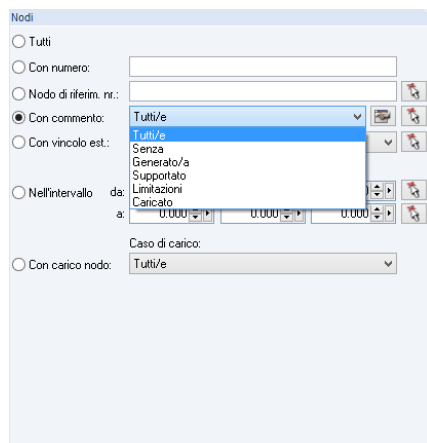 Nodi
Tutti
Con numero:
Nodo di riferim. nr.:
Con commento: Tutti/e
Tutti/e
Con vincolo est.:
Senza
Generato/a
Supportato
Limitazioni
Caricato
Nell'intervallo da:
a: 0.000 0.000 0.000
Caso di carico:
Con carico nodo: Tutti/e